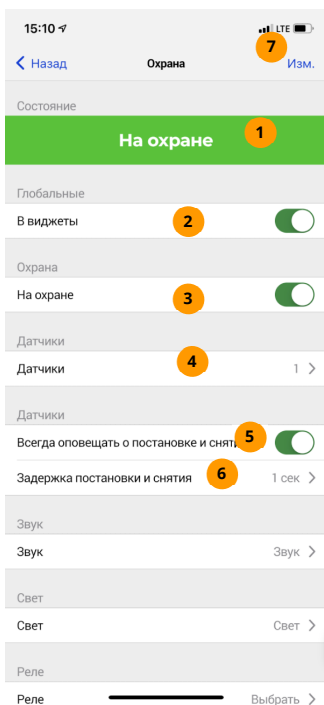 15:10 LTE
7
Назад Охрана Изм.
Состояние
На охране 1
Глобальные
В виджеты 2
Охрана
На охране 3
Датчики
Датчики 4 1
Датчики
Всегда оповещать о постановке и сняти 5
Задержка постановки и снятия 6 1 сек
Звук
Звук Звук
Свет
Свет Свет
Реле
Реле Выбрать